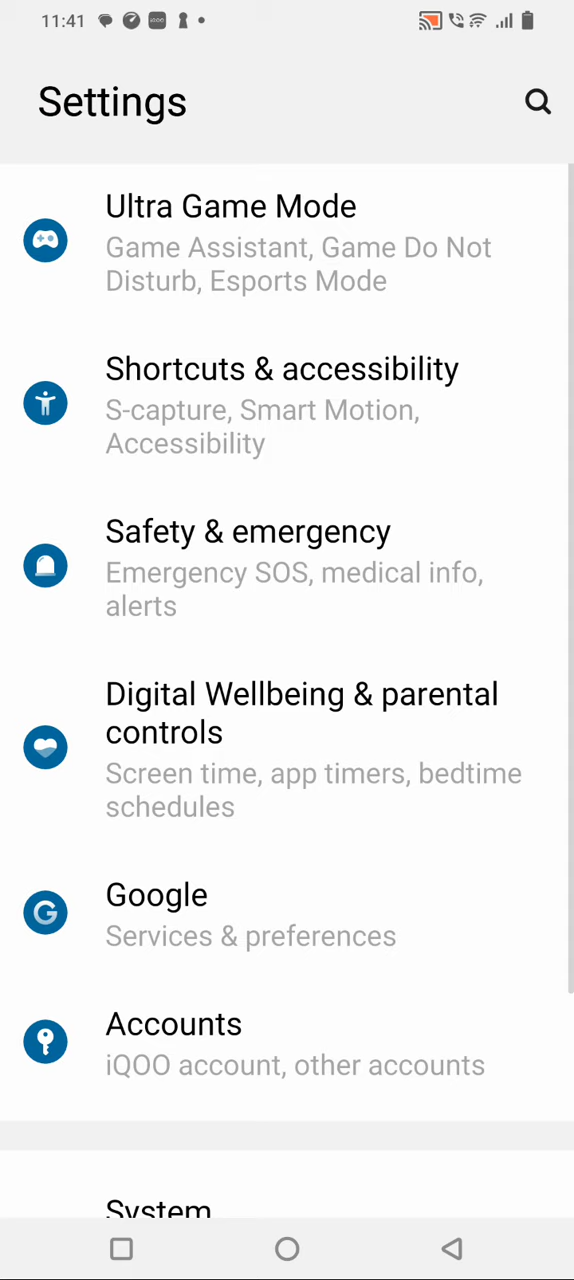 11:41
Settings
Ultra Game Mode
Game Assistant, Game Do Not
Disturb, Esports Mode
Shortcuts & accessibility
S-capture, Smart Motion,
Accessibility
Safety & emergency
Emergency SOS, medical info,
alerts
Digital Wellbeing & parental
controls
Screen time, app timers, bedtime
schedules
Google
Services & preferences
Accounts
iQOO account, other accounts
System